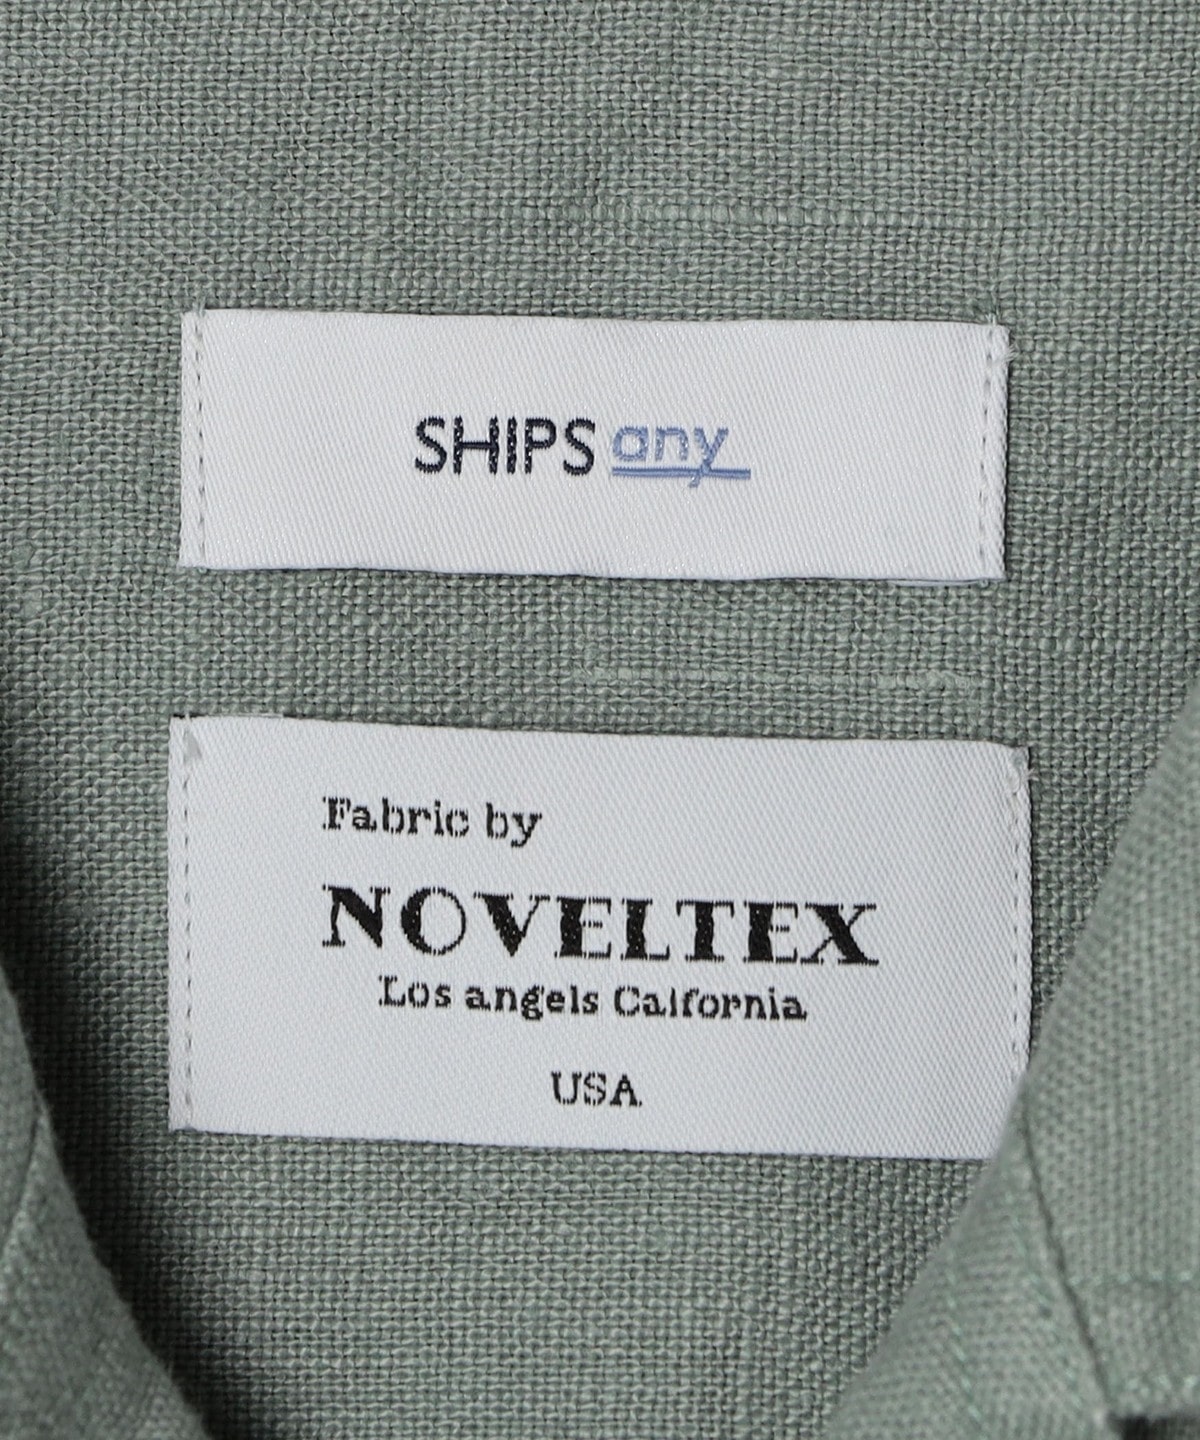 SHIPS any
Fabric by
NOVELTEX
Los angels Calfornia
USA